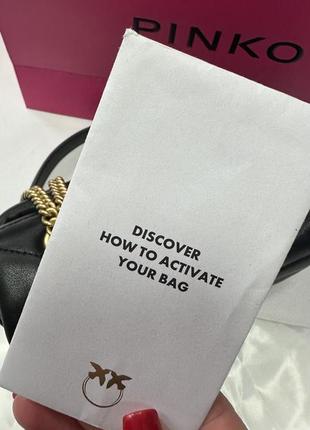 PINKO
DISCOVER
HOW TO ACTIVATE
YOUR BAG